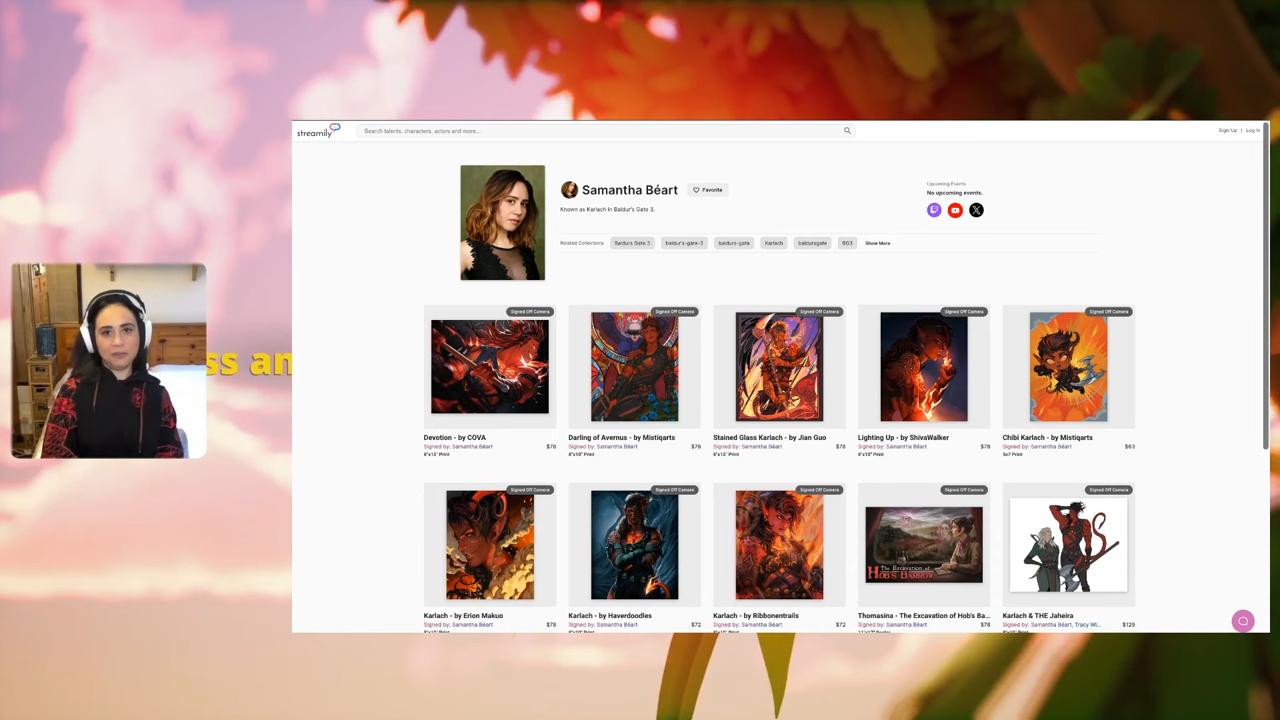 streamily
Search talents, characters, actors and more...
Sign Up | Log In
Samantha Béart
Favorite
Known as Karlach in Baldur's Gate 3.
Upcoming Events
No upcoming events.
Related Collections
Baldurs Gate 3
baldur's-gate-3
baldurs-gate
Karlach
baldursgate
BG3
Show More
ss an
Signed Off Camera
Signed Off Camera
Signed Off Camera
Signed Off Camera
Signed Off Camera
Devotion - by COVA
Signed by: Samantha Béart $78
Darling of Avernus - by Mistiqarts
Signed by: Samantha Béart $78
8"x10" Print
Stained Glass Karlach - by Jian Guo
Signed by: Samantha Béart $78
Lighting Up - by ShivaWalker
Signed by: Samantha Béart $78
8"x10" Print
Chibi Karlach - by Mistiqarts
Signed by: Samantha Béart $63
5x7 Print
Signed Off Camera
Signed Off Camera
Signed Off Camera
Signed Off Camera
Signed Off Camera
The Excavation of
Hob's Barrow
Karlach - by Erion Makuo
Signed by: Samantha Béart $78
Karlach - by Haverdoodles
Signed by: Samantha Béart $72
Karlach - by Ribbonentrails
Signed by: Samantha Béart $72
Thomasina - The Excavation of Hob's Ba...
Signed by: Samantha Béart $78
Karlach & THE Jaheira
Signed by: Samantha Béart, Tracy Wi... $129